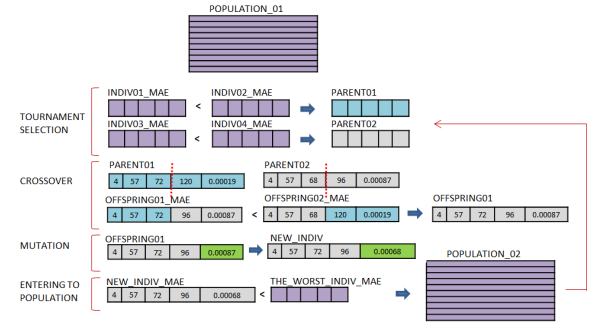 POPULATION_01
INDIV01_MAE < INDIV02_MAE
TOURNAMENT
SELECTION
INDIV03_MAE < INDIV04_MAE
PARENT01
PARENT02
CROSSOVER
PARENT01 PARENT02
4 57 72 120 0.00019 4 57 68 96 0.00087
OFFSPRING01_MAE OFFSPRING02_MAE OFFSPRING01
4 57 72 96 0.00087 < 4 57 68 120 0.00019 4 57 72 96 0.00087
MUTATION
OFFSPRING01 NEW_INDIV
4 57 72 96 0.00087 4 57 72 96 0.00068
ENTERING TO
POPULATION
NEW_INDIV_MAE THE_WORST_INDIV_MAE
4 57 72 96 0.00068 <
POPULATION_02